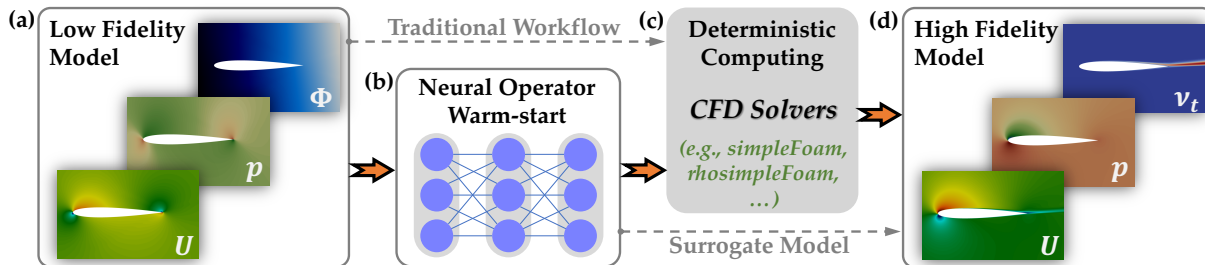 (a)
Low Fidelity
Model
Φ
p
U
Traditional Workflow
(b)
Neural Operator
Warm-start
(c)
Deterministic
Computing
CFD Solvers
(e.g., simpleFoam,
rhosimpleFoam,
…)
Surrogate Model
(d)
High Fidelity
Model
ν_t
p
U